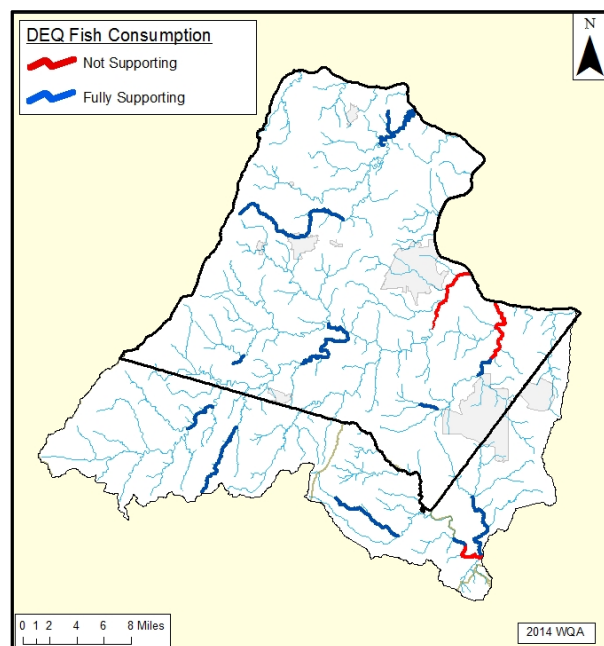 DEQ Fish Consumption
Not Supporting
Fully Supporting
N
0 1 2 4 6 8 Miles
2014 WQA